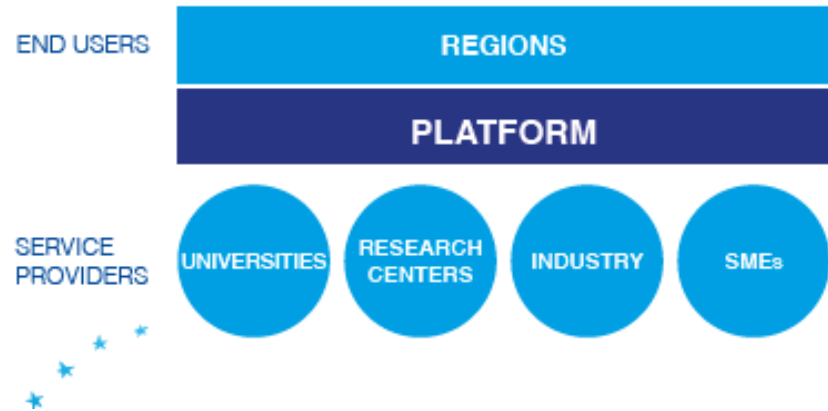 END USERS
REGIONS
PLATFORM
SERVICE
PROVIDERS
UNIVERSITIES
RESEARCH
CENTERS
INDUSTRY
SMEs